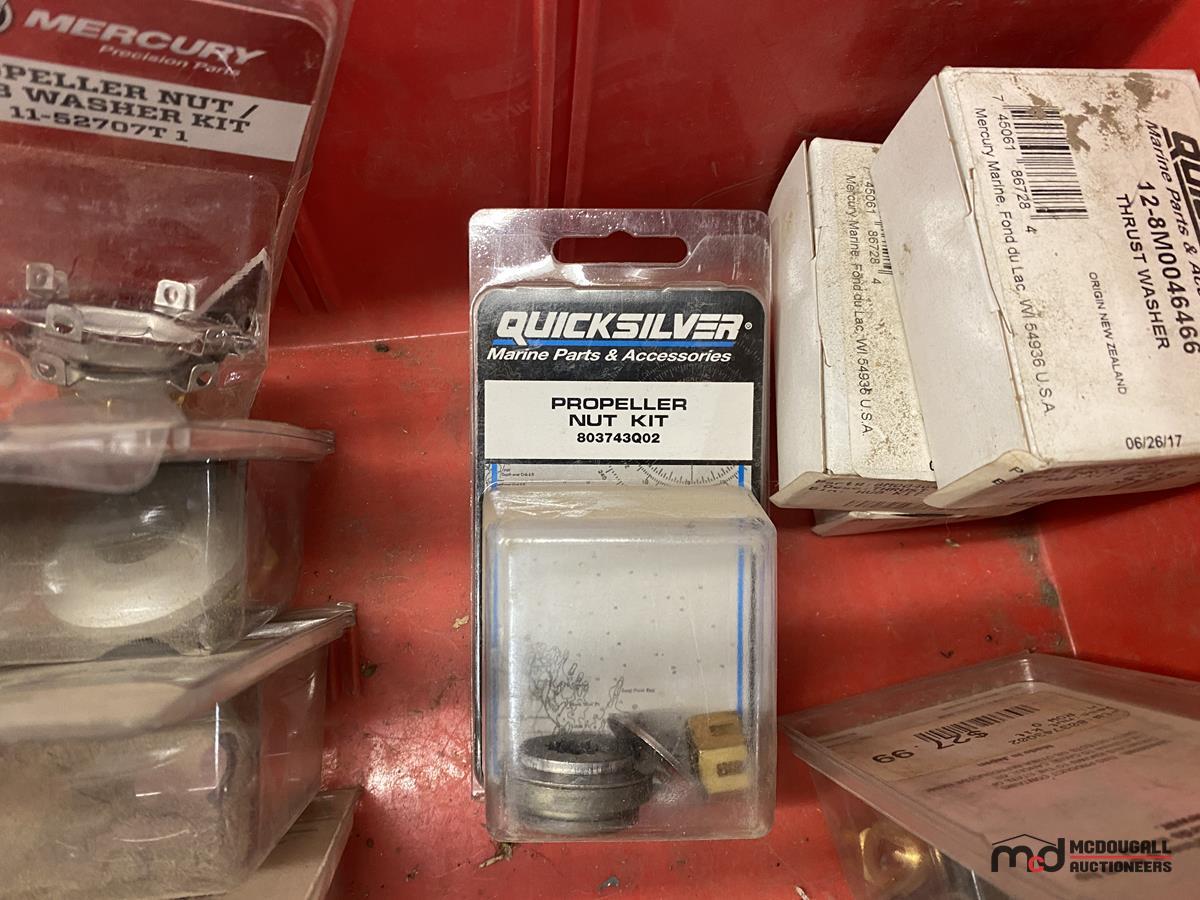 MERCURY
Precision Parts
PELLER NUT /
WASHER KIT
11-52707T 1
QUICKSILVER®
Marine Parts & Accessories
PROPELLER
NUT KIT
803743Q02
7 45061 86728 4
Mercury Marine, Fond du Lac, WI 54936 U.S.A.
45061 86728 4
Mercury Marine, Fond du Lac, WI 54936 U.S.A.
Marine Parts &
12-8M0046466
THRUST WASHER
ORIGIN NEW ZEALAND
06/26/17
$27.99
mcd MCDOUGALL
AUCTIONEERS